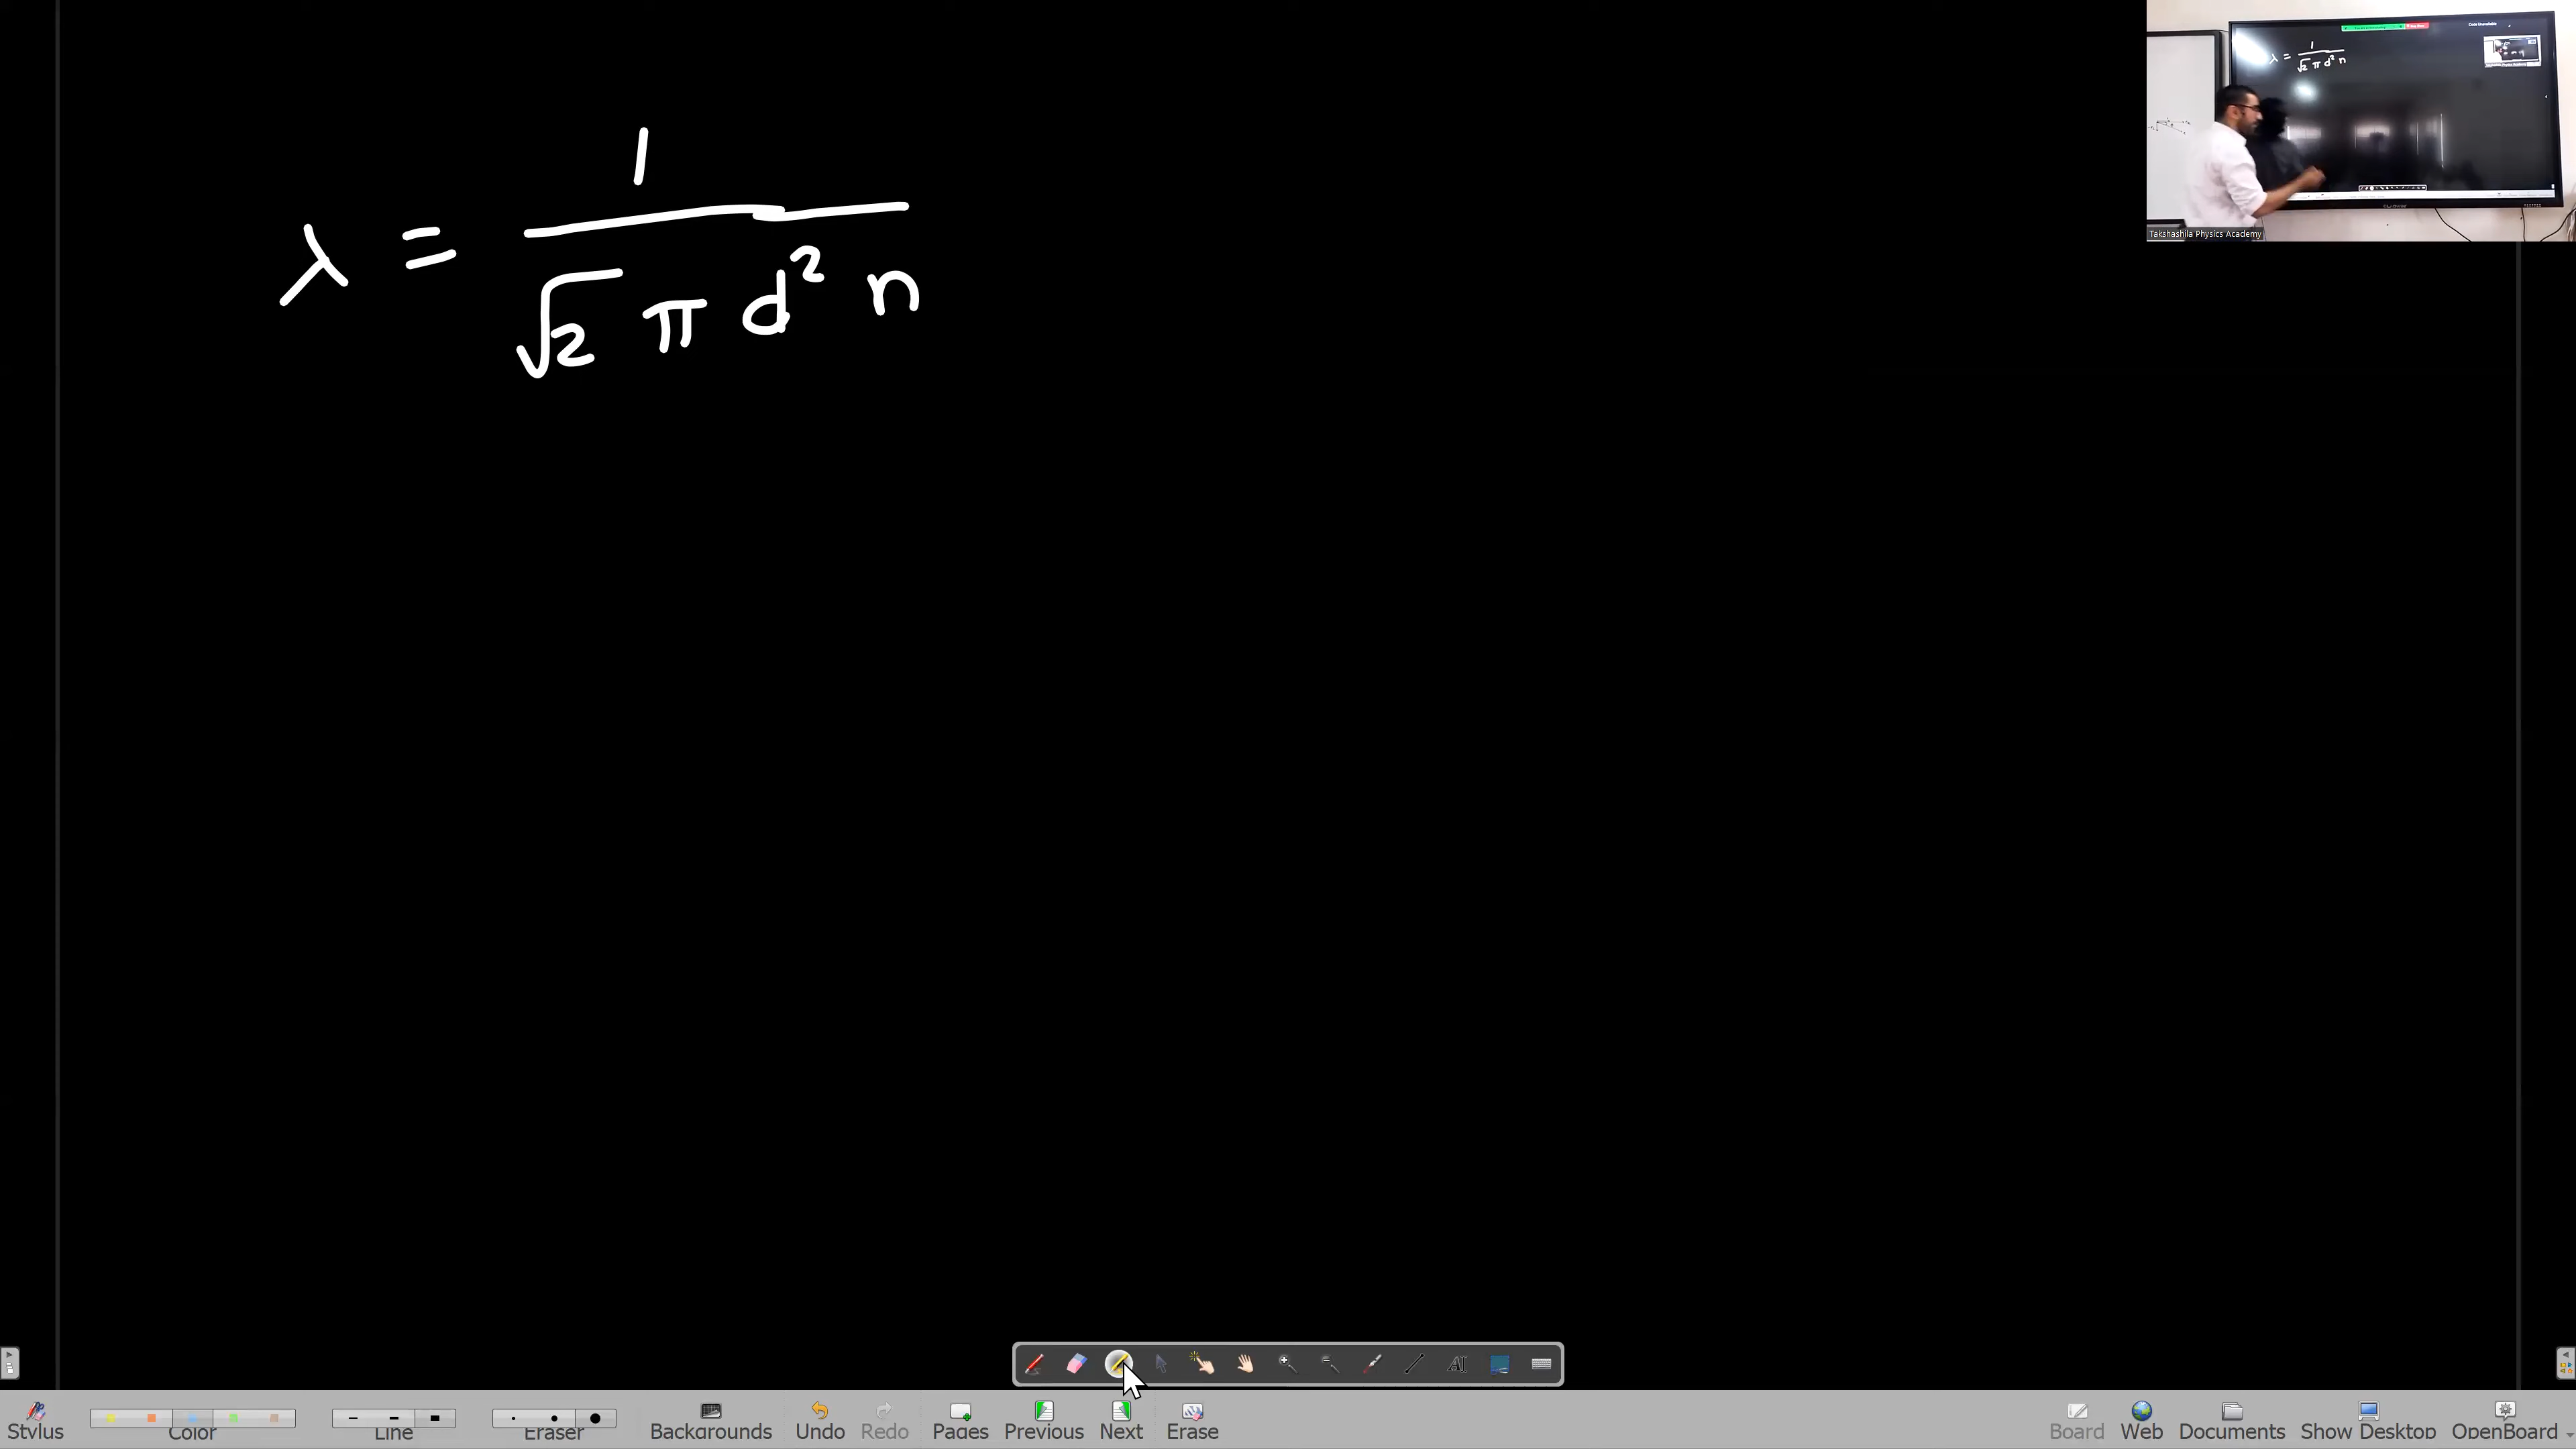 λ = 1 / √2 π d² n
Takshashila Physics Academy
AI
Stylus Color Line Eraser Backgrounds Undo Redo Pages Previous Next Erase Board Web Documents Show Desktop OpenBoard